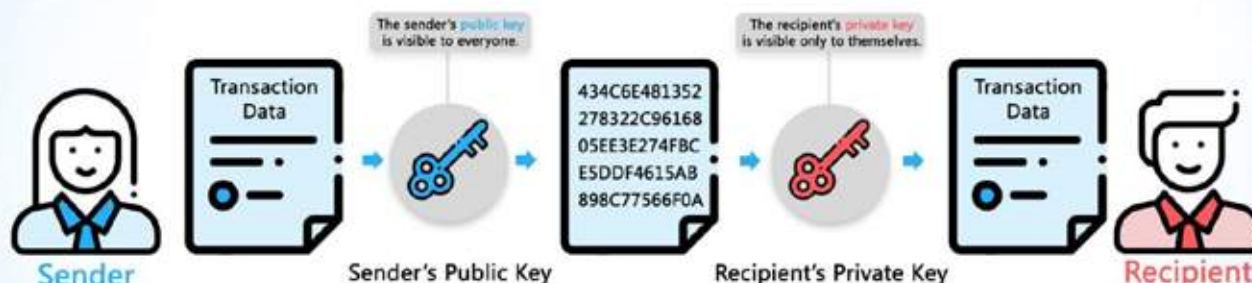 The sender's public key
is visible to everyone.
The recipient's private key
is visible only to themselves.
Transaction
Data
434C6E481352
278322C96168
05EE3E274FBC
E5DDF4615AB
898C77566F0A
Transaction
Data
Sender
Sender's Public Key
Recipient's Private Key
Recipient